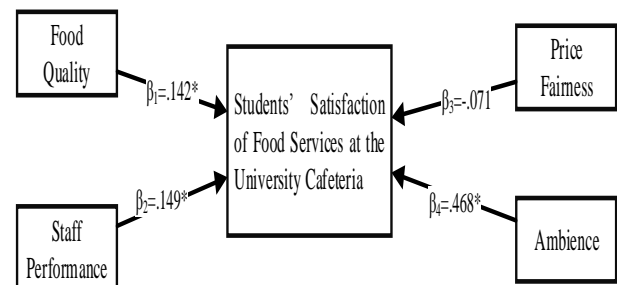 Food
Quality
β₁=.142*
Students' Satisfaction
of Food Services at the
University Cafeteria
Price
Fairness
β₃=-.071
β₂=.149*
Staff
Performance
β₄=.468*
Ambience